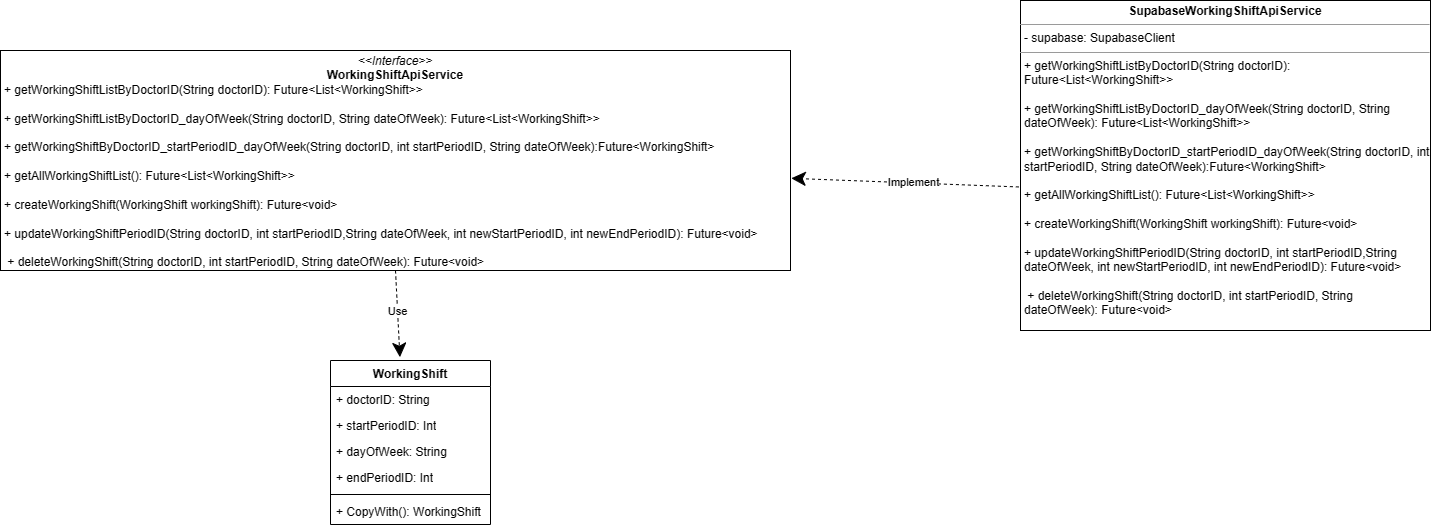 <<Interface>>
WorkingShiftApiService
+ getWorkingShiftListByDoctorID(String doctorID): Future<List<WorkingShift>>
+ getWorkingShiftListByDoctorID_dayOfWeek(String doctorID, String dateOfWeek): Future<List<WorkingShift>>
+ getWorkingShiftByDoctorID_startPeriodID_dayOfWeek(String doctorID, int startPeriodID, String dateOfWeek):Future<WorkingShift>
+ getAllWorkingShiftList(): Future<List<WorkingShift>>
+ createWorkingShift(WorkingShift workingShift): Future<void>
+ updateWorkingShiftPeriodID(String doctorID, int startPeriodID,String dateOfWeek, int newStartPeriodID, int newEndPeriodID): Future<void>
+ deleteWorkingShift(String doctorID, int startPeriodID, String dateOfWeek): Future<void>
Implement
SupabaseWorkingShiftApiService
- supabase: SupabaseClient
+ getWorkingShiftListByDoctorID(String doctorID):
Future<List<WorkingShift>>
+ getWorkingShiftListByDoctorID_dayOfWeek(String doctorID, String
dateOfWeek): Future<List<WorkingShift>>
+ getWorkingShiftByDoctorID_startPeriodID_dayOfWeek(String doctorID, int
startPeriodID, String dateOfWeek):Future<WorkingShift>
+ getAllWorkingShiftList(): Future<List<WorkingShift>>
+ createWorkingShift(WorkingShift workingShift): Future<void>
+ updateWorkingShiftPeriodID(String doctorID, int startPeriodID,String
dateOfWeek, int newStartPeriodID, int newEndPeriodID): Future<void>
+ deleteWorkingShift(String doctorID, int startPeriodID, String
dateOfWeek): Future<void>
Use
WorkingShift
+ doctorID: String
+ startPeriodID: Int
+ dayOfWeek: String
+ endPeriodID: Int
+ CopyWith(): WorkingShift